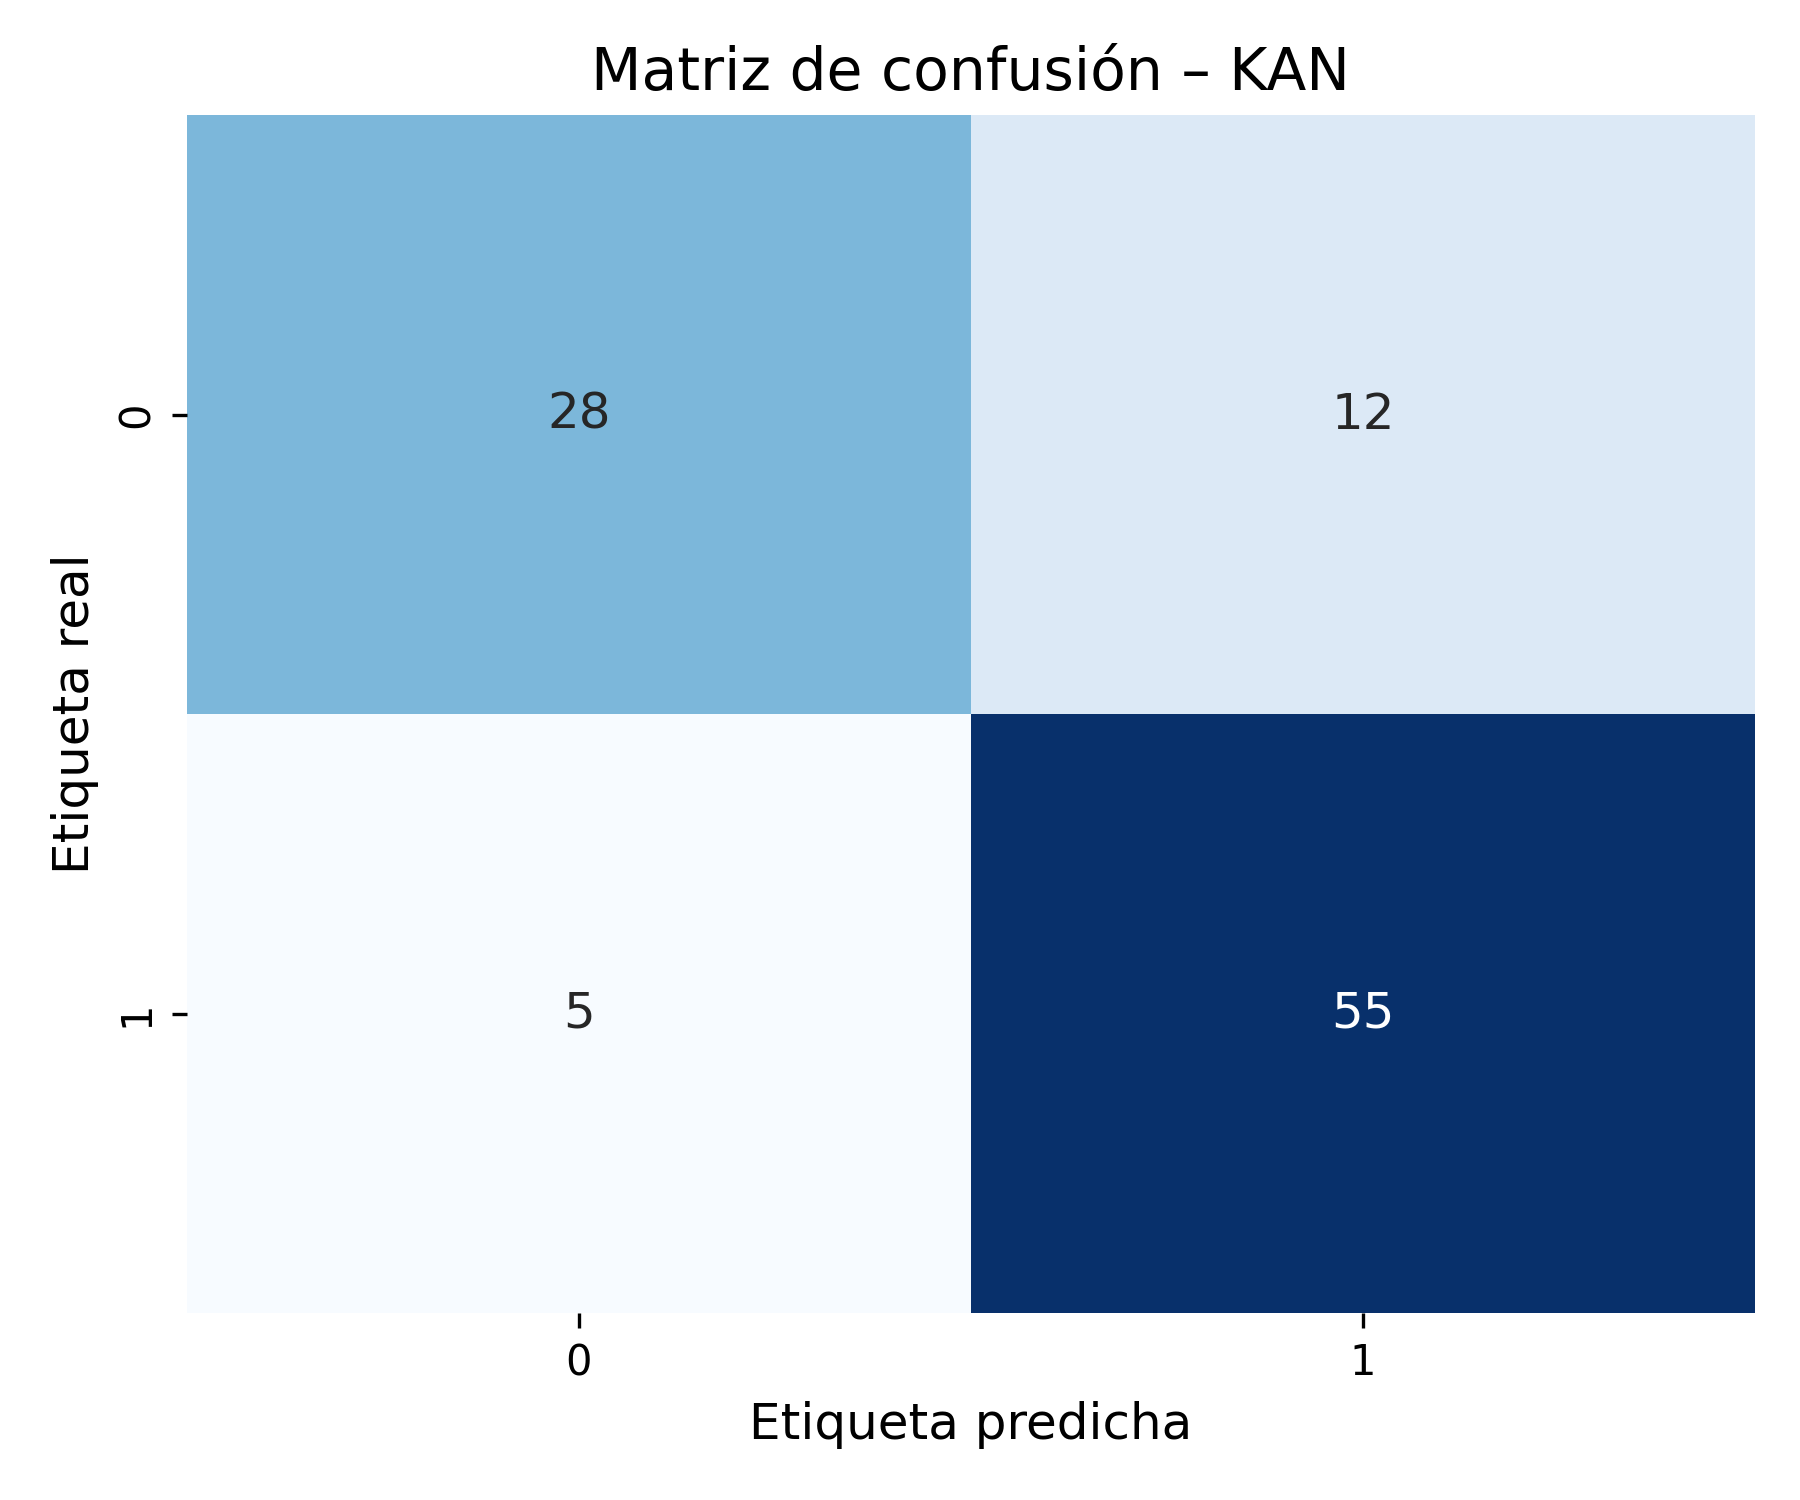 Matriz de confusión – KAN
Etiqueta real
0
28
12
1
5
55
0
1
Etiqueta predicha